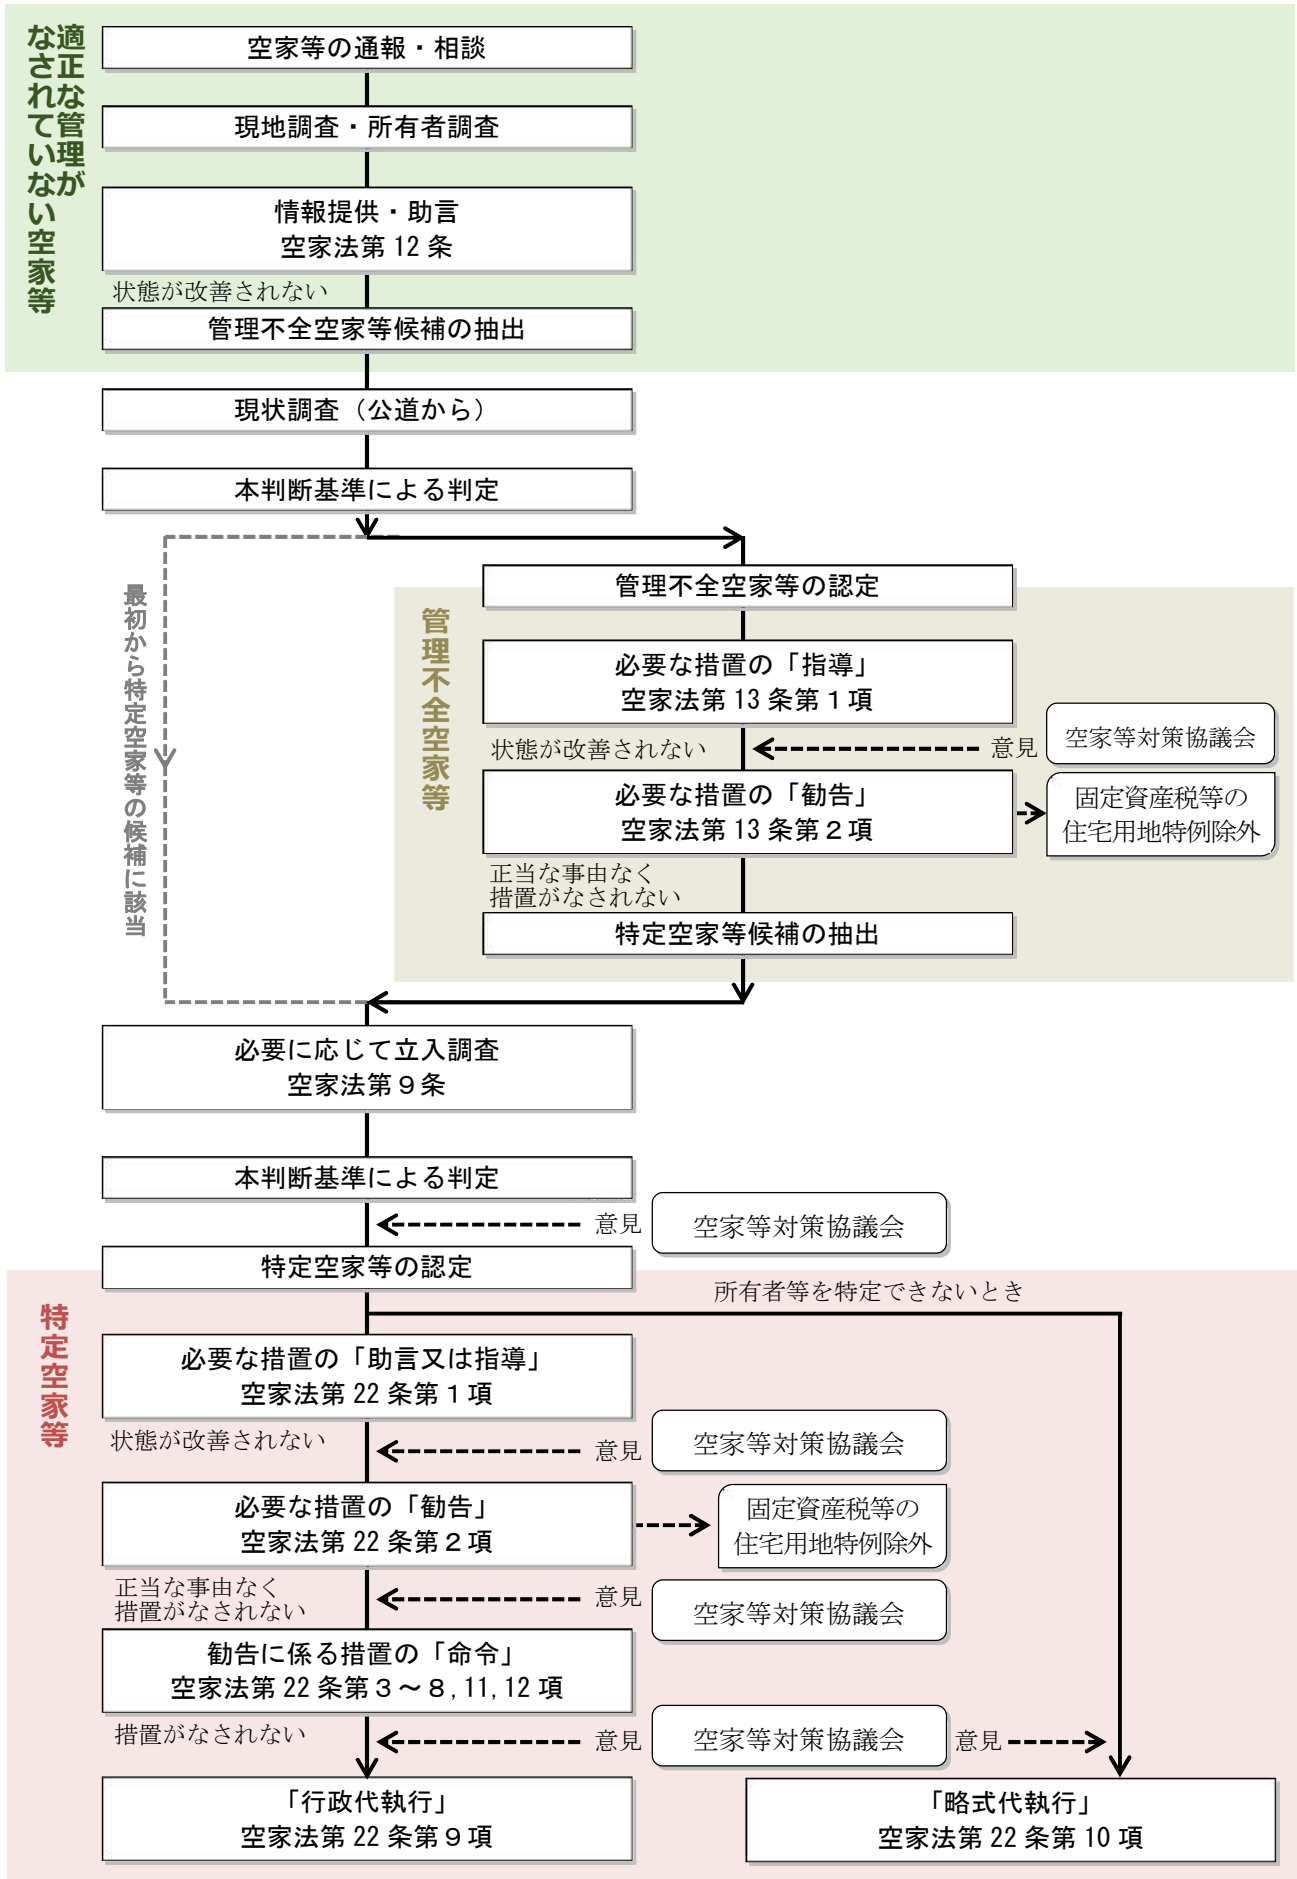 適正な管理が
なされていない空家等
空家等の通報・相談
現地調査・所有者調査
情報提供・助言
空家法第 12 条
状態が改善されない
管理不全空家等候補の抽出
現状調査（公道から）
本判断基準による判定
最初から特定空家等の候補に該当
管理不全空家等
管理不全空家等の認定
必要な措置の「指導」
空家法第 13 条第１項
状態が改善されない
意見
空家等対策協議会
必要な措置の「勧告」
空家法第 13 条第２項
固定資産税等の
住宅用地特例除外
正当な事由なく
措置がなされない
特定空家等候補の抽出
必要に応じて立入調査
空家法第９条
本判断基準による判定
意見
空家等対策協議会
特定空家等の認定
特定空家等
所有者等を特定できないとき
必要な措置の「助言又は指導」
空家法第 22 条第１項
状態が改善されない
意見
空家等対策協議会
必要な措置の「勧告」
空家法第 22 条第２項
固定資産税等の
住宅用地特例除外
正当な事由なく
措置がなされない
意見
空家等対策協議会
勧告に係る措置の「命令」
空家法第 22 条第３～８,11,12 項
措置がなされない
意見
空家等対策協議会
意見
「行政代執行」
空家法第 22 条第９項
「略式代執行」
空家法第 22 条第 10 項